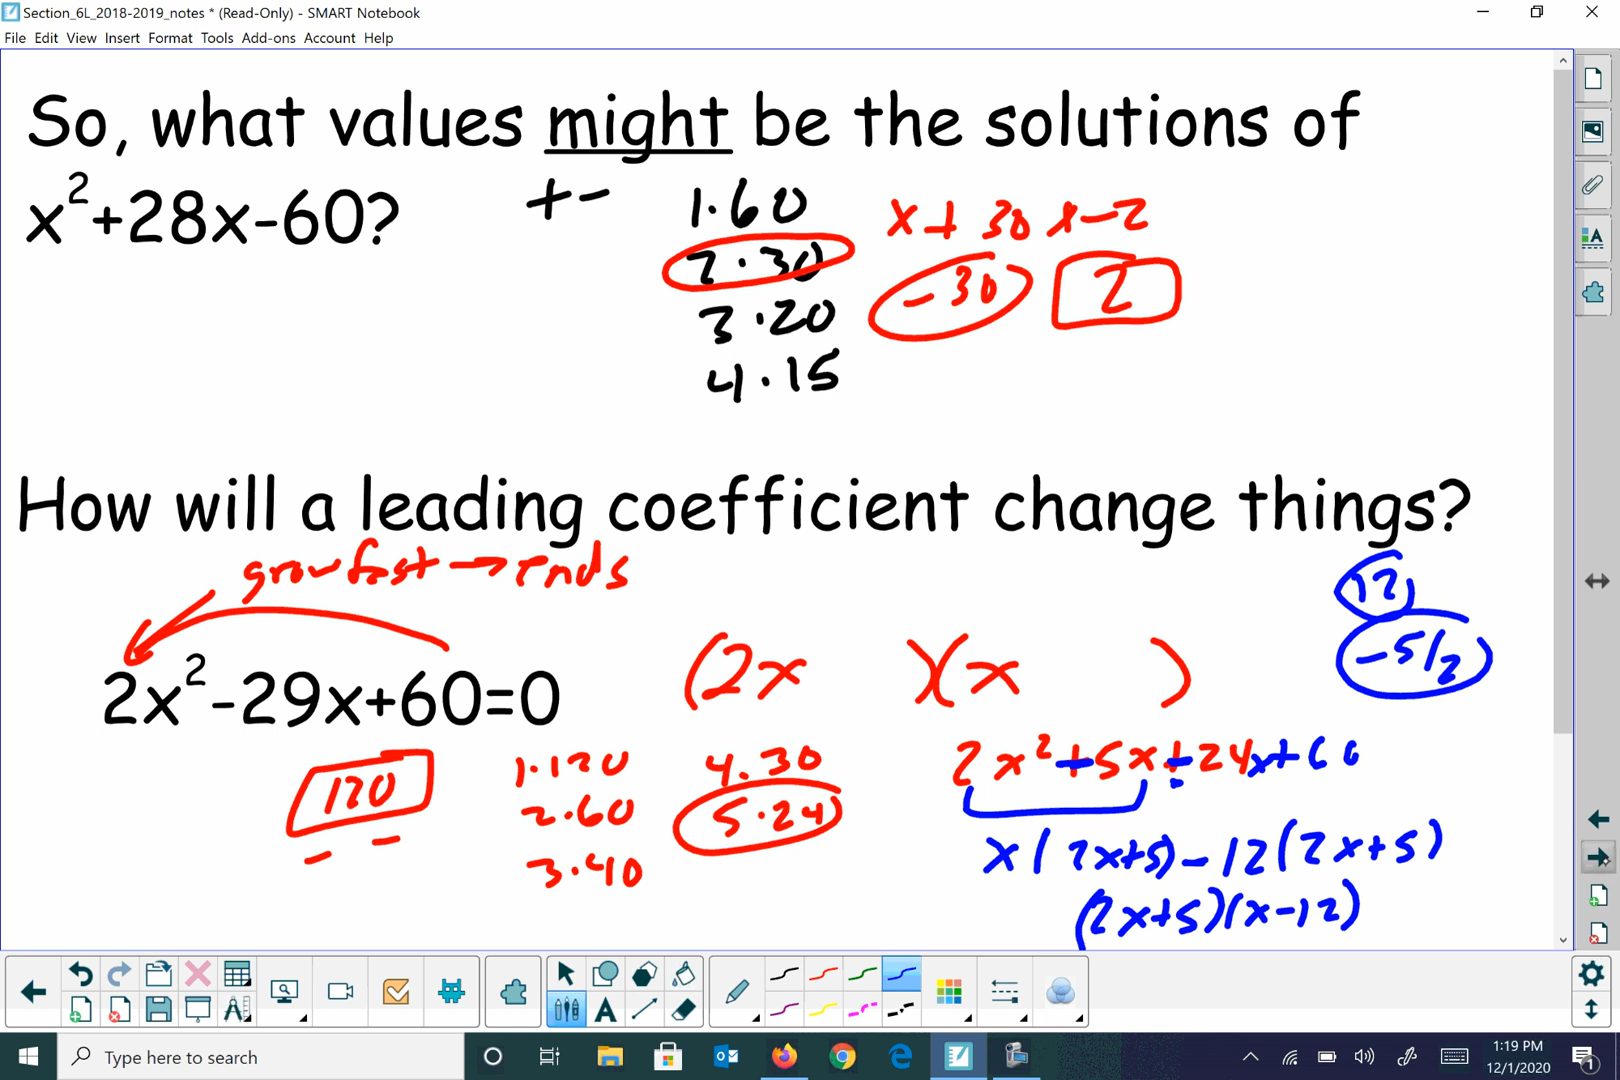 Section_6L_2018-2019_notes * (Read-Only) - SMART Notebook
File Edit View Insert Format Tools Add-ons Account Help
So, what values might be the solutions of
x²+28x-60?
+ -
1·60
2·30
3·20
4·15
x+30 x-2
-30 2
How will a leading coefficient change things?
grow fast → ends
12
-5/2
2x²-29x+60=0
(2x )(x )
120
1·120
2·60
3·40
4·30
5·24
2x²-5x-24x+60
x(2x+5)-12(2x+5)
(2x+5)(x-12)
A
Type here to search
1:19 PM
12/1/2020
1